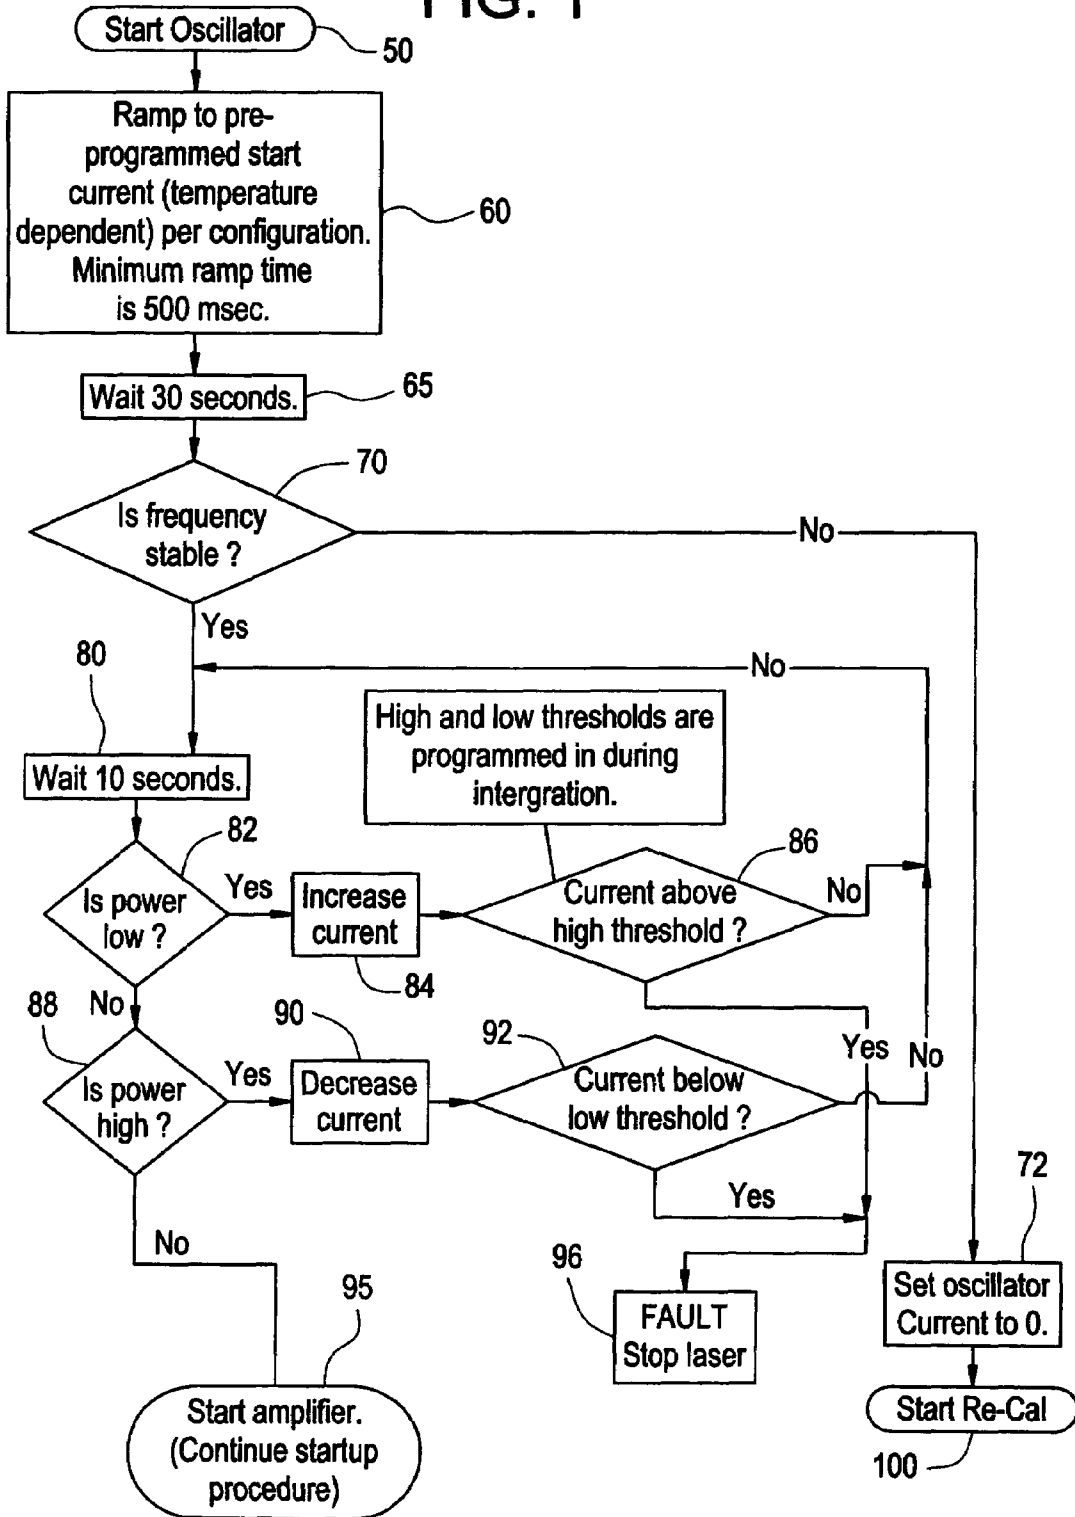 FIG. 1
Start Oscillator
50
Ramp to pre-
programmed start
current (temperature
dependent) per configuration.
Minimum ramp time
is 500 msec.
60
Wait 30 seconds.
65
70
Is frequency
stable ?
No
Yes
80
No
High and low thresholds are
programmed in during
intergration.
Wait 10 seconds.
82
86
Is power
low ?
Yes
Increase
current
84
Current above
high threshold ?
No
Yes
No
88
90
92
Is power
high ?
Yes
Decrease
current
Current below
low threshold ?
No
Yes
72
No
96
Set oscillator
Current to 0.
95
FAULT
Stop laser
Start amplifier.
(Continue startup
procedure)
Start Re-Cal
100